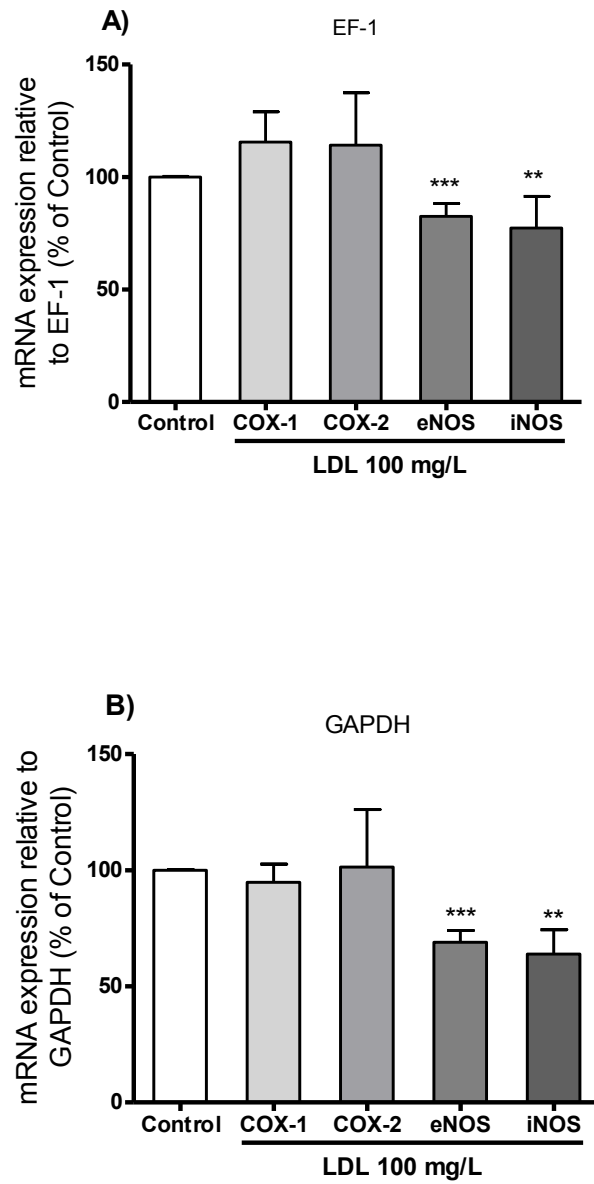 A)
EF-1
mRNA expression relative
to EF-1 (% of Control)
150
100
50
0
***
**
Control COX-1 COX-2 eNOS iNOS
LDL 100 mg/L
B)
GAPDH
mRNA expression relative to
GAPDH (% of Control)
150
100
50
0
***
**
Control COX-1 COX-2 eNOS iNOS
LDL 100 mg/L